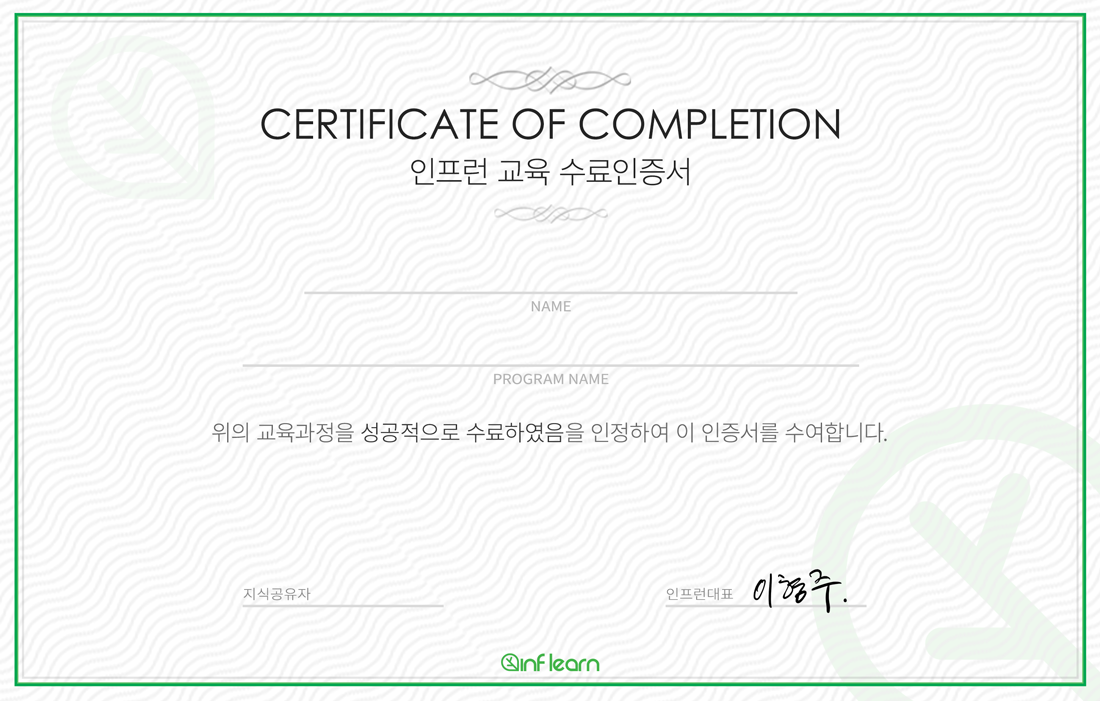 CERTIFICATE OF COMPLETION
인프런 교육 수료인증서
NAME
PROGRAM NAME
위의 교육과정을 성공적으로 수료하였음을 인정하여 이 인증서를 수여합니다.
지식공유자
인프런대표 이형주.
inflearn